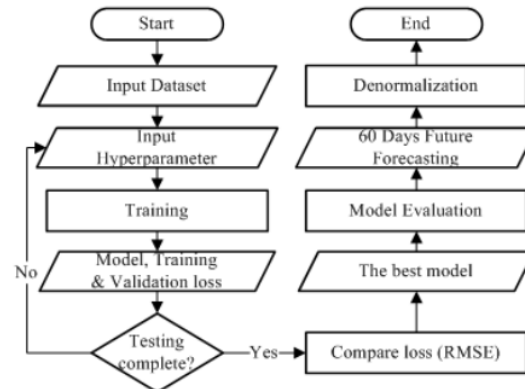 Start
Input Dataset
Input
Hyperparameter
Training
Model, Training
& Validation loss
Testing
complete?
No
Yes
Compare loss (RMSE)
The best model
Model Evaluation
60 Days Future
Forecasting
Denormalization
End